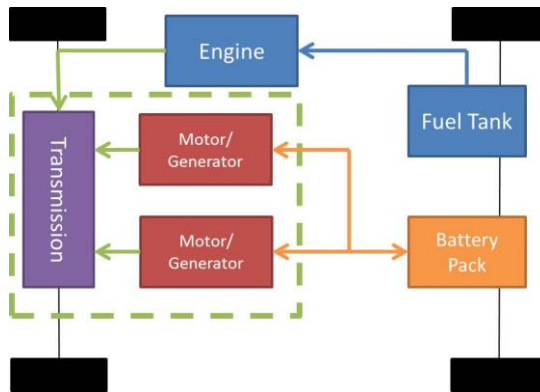 Engine
Fuel Tank
Transmission
Motor/
Generator
Motor/
Generator
Battery
Pack